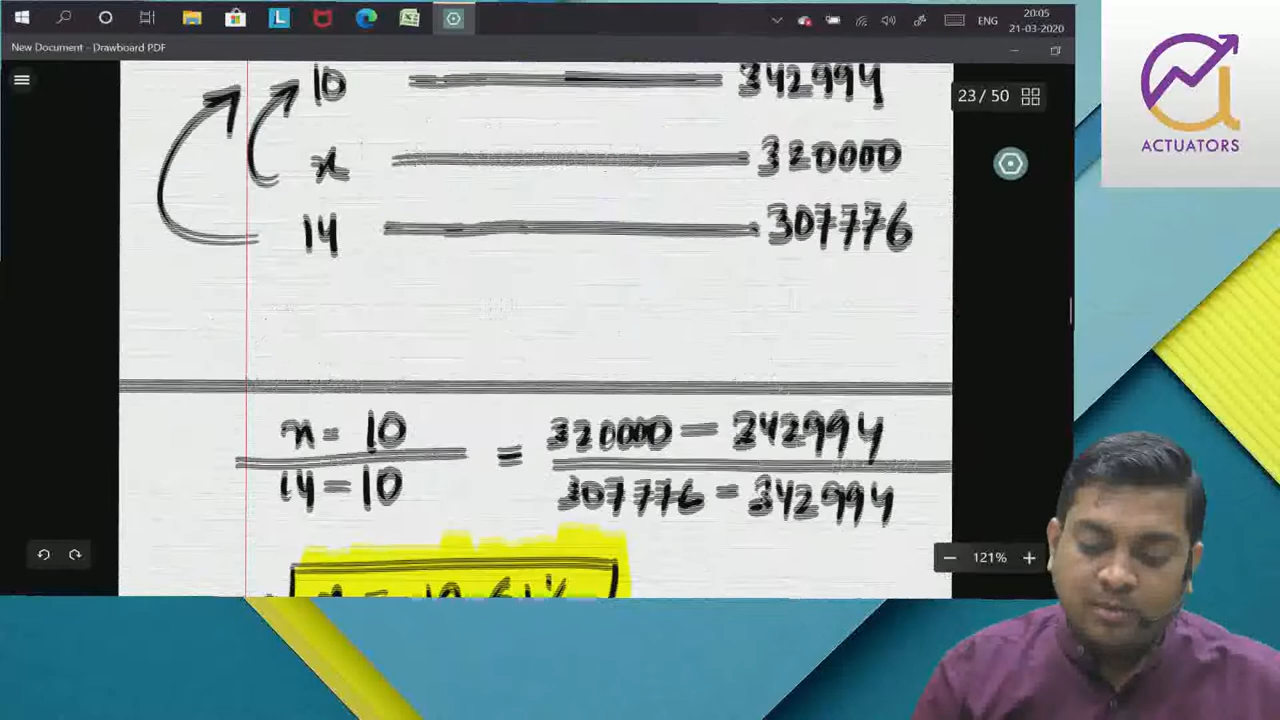 ENG
20:05
21-03-2020
New Document - Drawboard PDF
10 342994
23 / 50
x 320000
14 307776
ACTUATORS
x - 10 = 320000 - 342994
14 - 10 307776 - 342994
121%